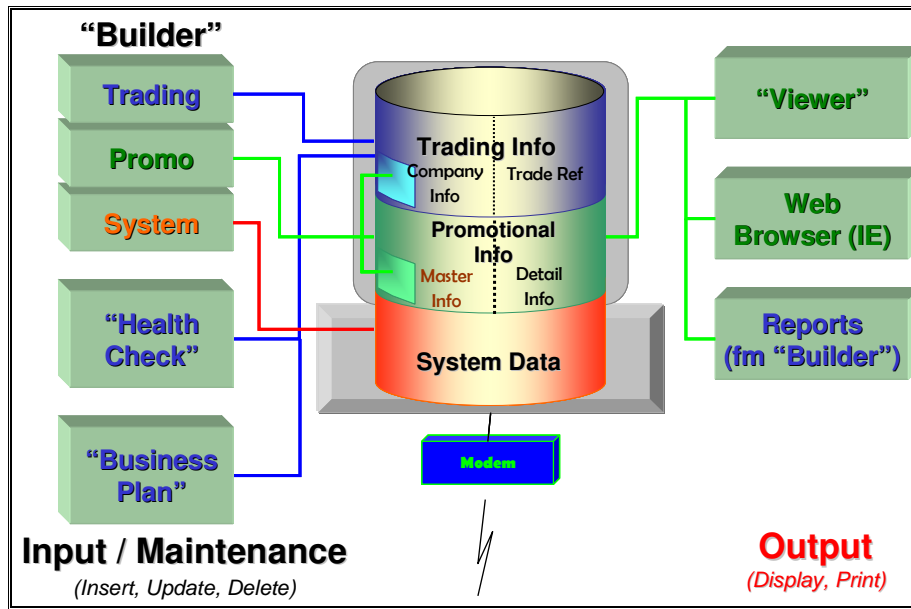 “Builder”
Trading
Promo
System
“Health
Check”
“Business
Plan”
Input / Maintenance
(Insert, Update, Delete)
Trading Info
Company
Info
Trade Ref
Promotional
Info
Master
Info
Detail
Info
System Data
Modem
“Viewer”
Web
Browser (IE)
Reports
(fm “Builder”)
Output
(Display, Print)